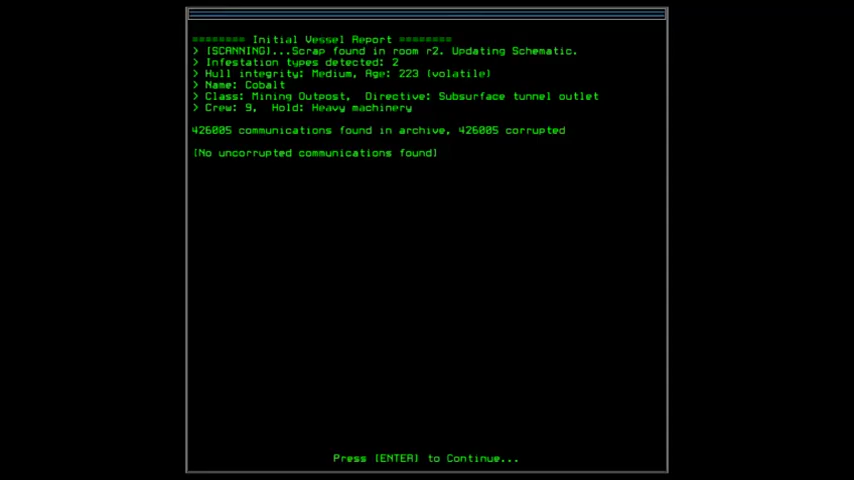 ======== Initial Vessel Report ========
> [SCANNING]...Scrap found in room r2. Updating Schematic.
> Infestation types detected: 2
> Hull integrity: Medium, Age: 223 (volatile)
> Name: Cobalt
> Class: Mining Outpost, Directive: Subsurface tunnel outlet
> Crew: 9, Hold: Heavy machinery
426005 communications found in archive, 426005 corrupted
[No uncorrupted communications found]
Press [ENTER] to Continue...